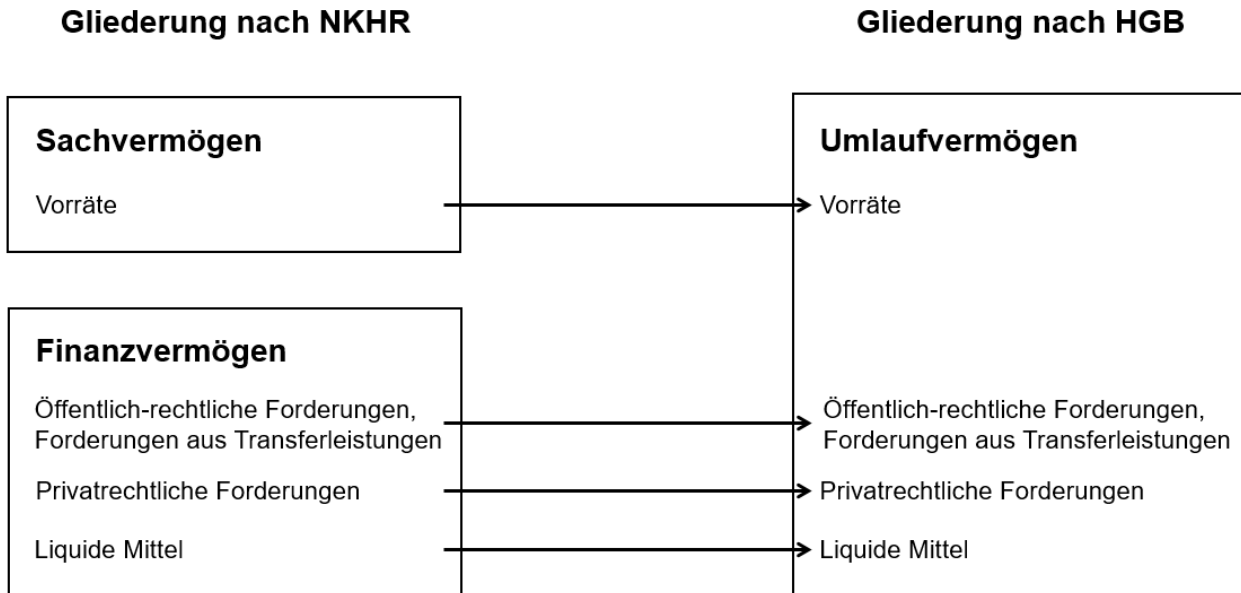 Gliederung nach NKHR
Gliederung nach HGB
Sachvermögen
Vorräte
Umlaufvermögen
Vorräte
Finanzvermögen
Öffentlich-rechtliche Forderungen,
Forderungen aus Transferleistungen
Privatrechtliche Forderungen
Liquide Mittel
Öffentlich-rechtliche Forderungen,
Forderungen aus Transferleistungen
Privatrechtliche Forderungen
Liquide Mittel